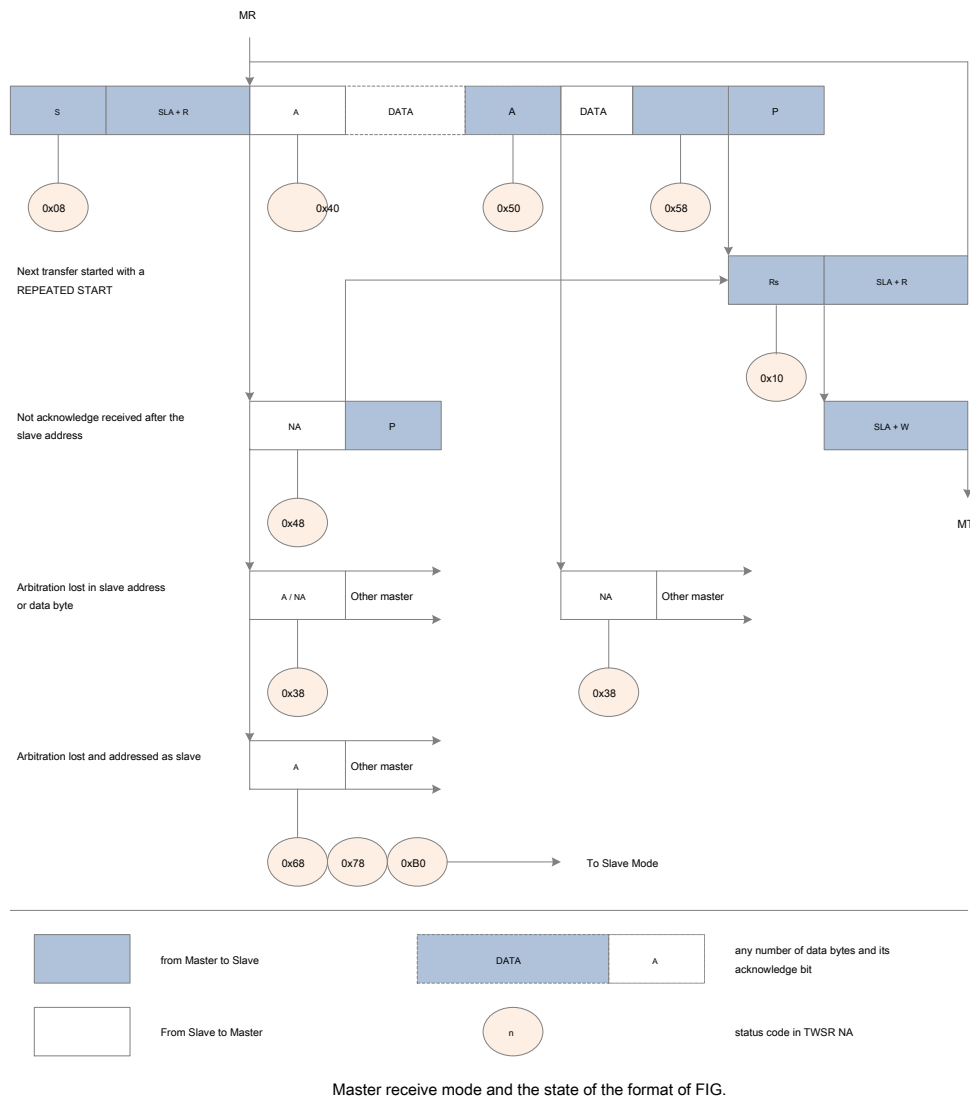 MR
S
SLA + R
A
DATA
A
DATA
P
0x08
0x40
0x50
0x58
Next transfer started with a
REPEATED START
Rs
SLA + R
0x10
Not acknowledge received after the
slave address
NA
P
SLA + W
0x48
MT
Arbitration lost in slave address
or data byte
A / NA
Other master
NA
Other master
0x38
0x38
Arbitration lost and addressed as slave
A
Other master
0x68
0x78
0xB0
To Slave Mode
from Master to Slave
DATA
A
any number of data bytes and its
acknowledge bit
From Slave to Master
n
status code in TWSR NA
Master receive mode and the state of the format of FIG.